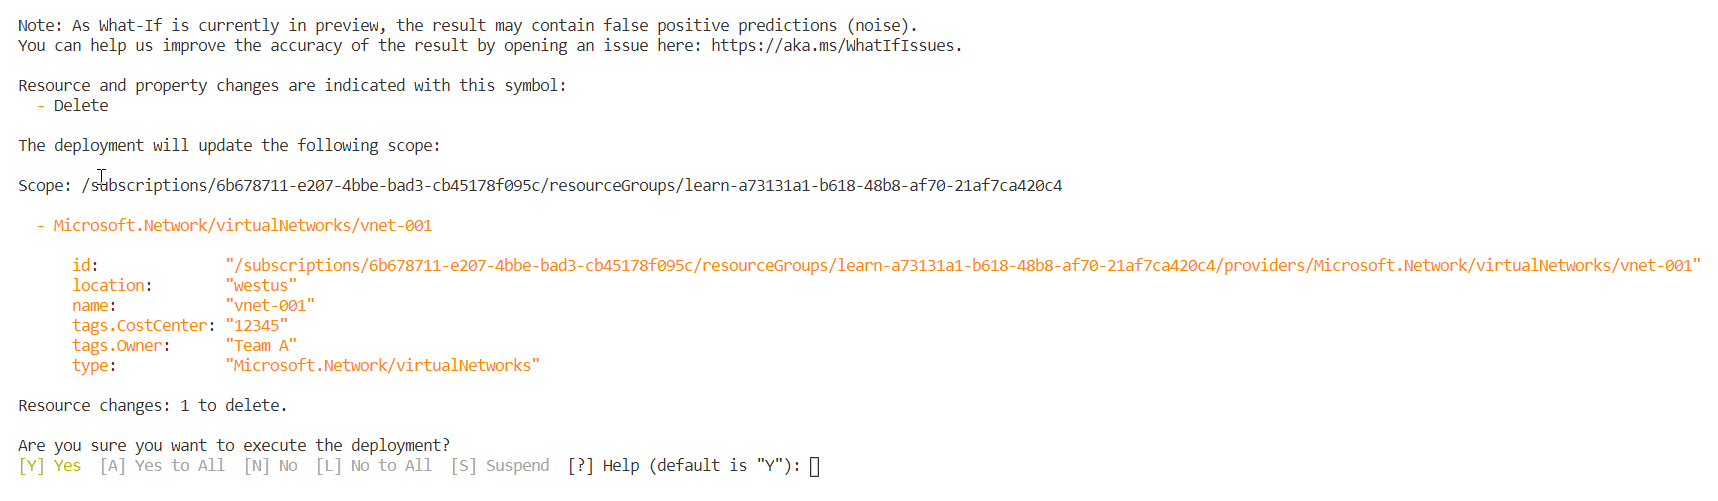 Note: As What-If is currently in preview, the result may contain false positive predictions (noise).
You can help us improve the accuracy of the result by opening an issue here: https://aka.ms/WhatIfIssues.
Resource and property changes are indicated with this symbol:
- Delete
The deployment will update the following scope:
Scope: /subscriptions/6b678711-e207-4bbe-bad3-cb45178f095c/resourceGroups/learn-a73131a1-b618-48b8-af70-21af7ca420c4
- Microsoft.Network/virtualNetworks/vnet-001
id: "/subscriptions/6b678711-e207-4bbe-bad3-cb45178f095c/resourceGroups/learn-a73131a1-b618-48b8-af70-21af7ca420c4/providers/Microsoft.Network/virtualNetworks/vnet-001"
location: "westus"
name: "vnet-001"
tags.CostCenter: "12345"
tags.Owner: "Team A"
type: "Microsoft.Network/virtualNetworks"
Resource changes: 1 to delete.
Are you sure you want to execute the deployment?
[Y] Yes [A] Yes to All [N] No [L] No to All [S] Suspend [?] Help (default is "Y"):